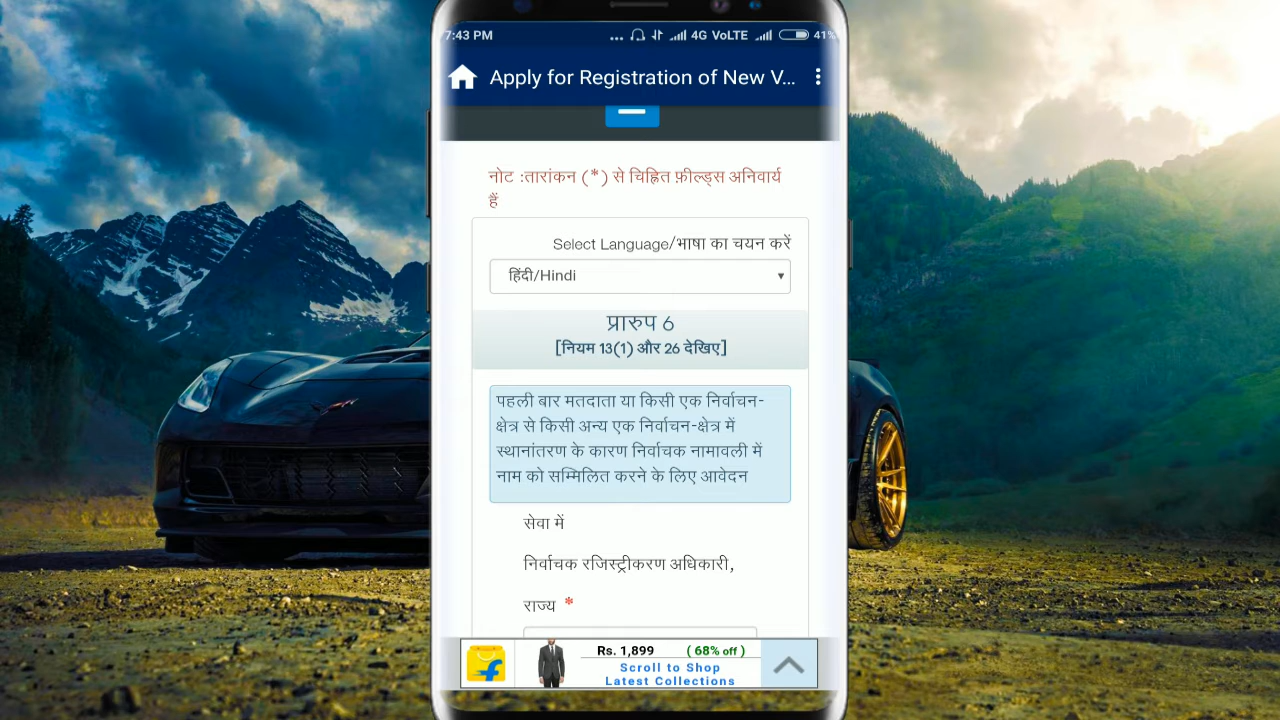 7:43 PM ... 4G VoLTE 41%
Apply for Registration of New V...
नोट :तारांकन (*) से चिह्नित फ़ील्ड्स अनिवार्य
हैं
Select Language/भाषा का चयन करें
हिंदी/Hindi
प्रारुप 6
[नियम 13(1) और 26 देखिए]
पहली बार मतदाता या किसी एक निर्वाचन-
क्षेत्र से किसी अन्य एक निर्वाचन-क्षेत्र में
स्थानांतरण के कारण निर्वाचक नामावली में
नाम को सम्मिलित करने के लिए आवेदन
सेवा में
निर्वाचक रजिस्ट्रीकरण अधिकारी,
राज्य *
Rs. 1,899 ( 68% off )
Scroll to Shop
Latest Collections